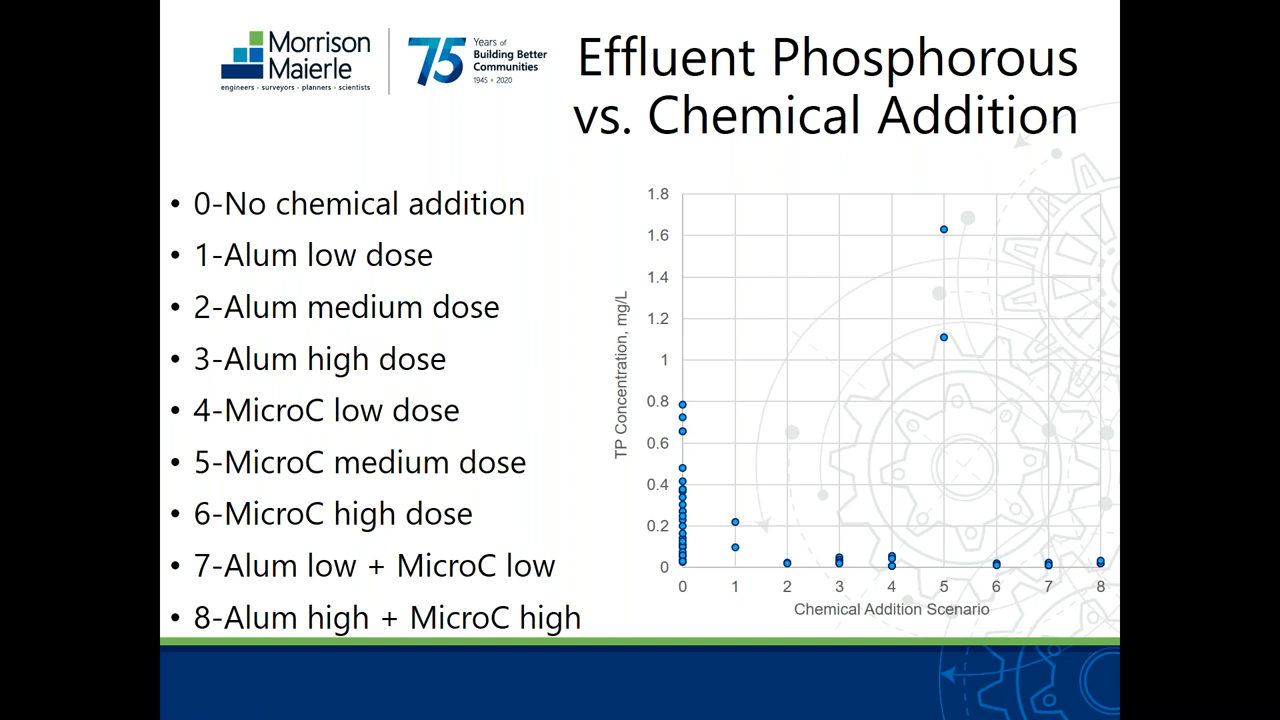 Morrison
Maierle
engineers • surveyors • planners • scientists
75
Years of
Building Better
Communities
1945 • 2020
Effluent Phosphorous
vs. Chemical Addition
• 0-No chemical addition
• 1-Alum low dose
• 2-Alum medium dose
• 3-Alum high dose
• 4-MicroC low dose
• 5-MicroC medium dose
• 6-MicroC high dose
• 7-Alum low + MicroC low
• 8-Alum high + MicroC high
TP Concentration, mg/L
1.8
1.6
1.4
1.2
1
0.8
0.6
0.4
0.2
0
0 1 2 3 4 5 6 7 8
Chemical Addition Scenario